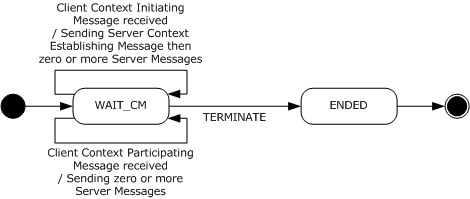 Client Context Initiating
Message received
/ Sending Server Context
Establishing Message then
zero or more Server Messages
WAIT_CM
ENDED
TERMINATE
Client Context Participating
Message received
/ Sending zero or more
Server Messages